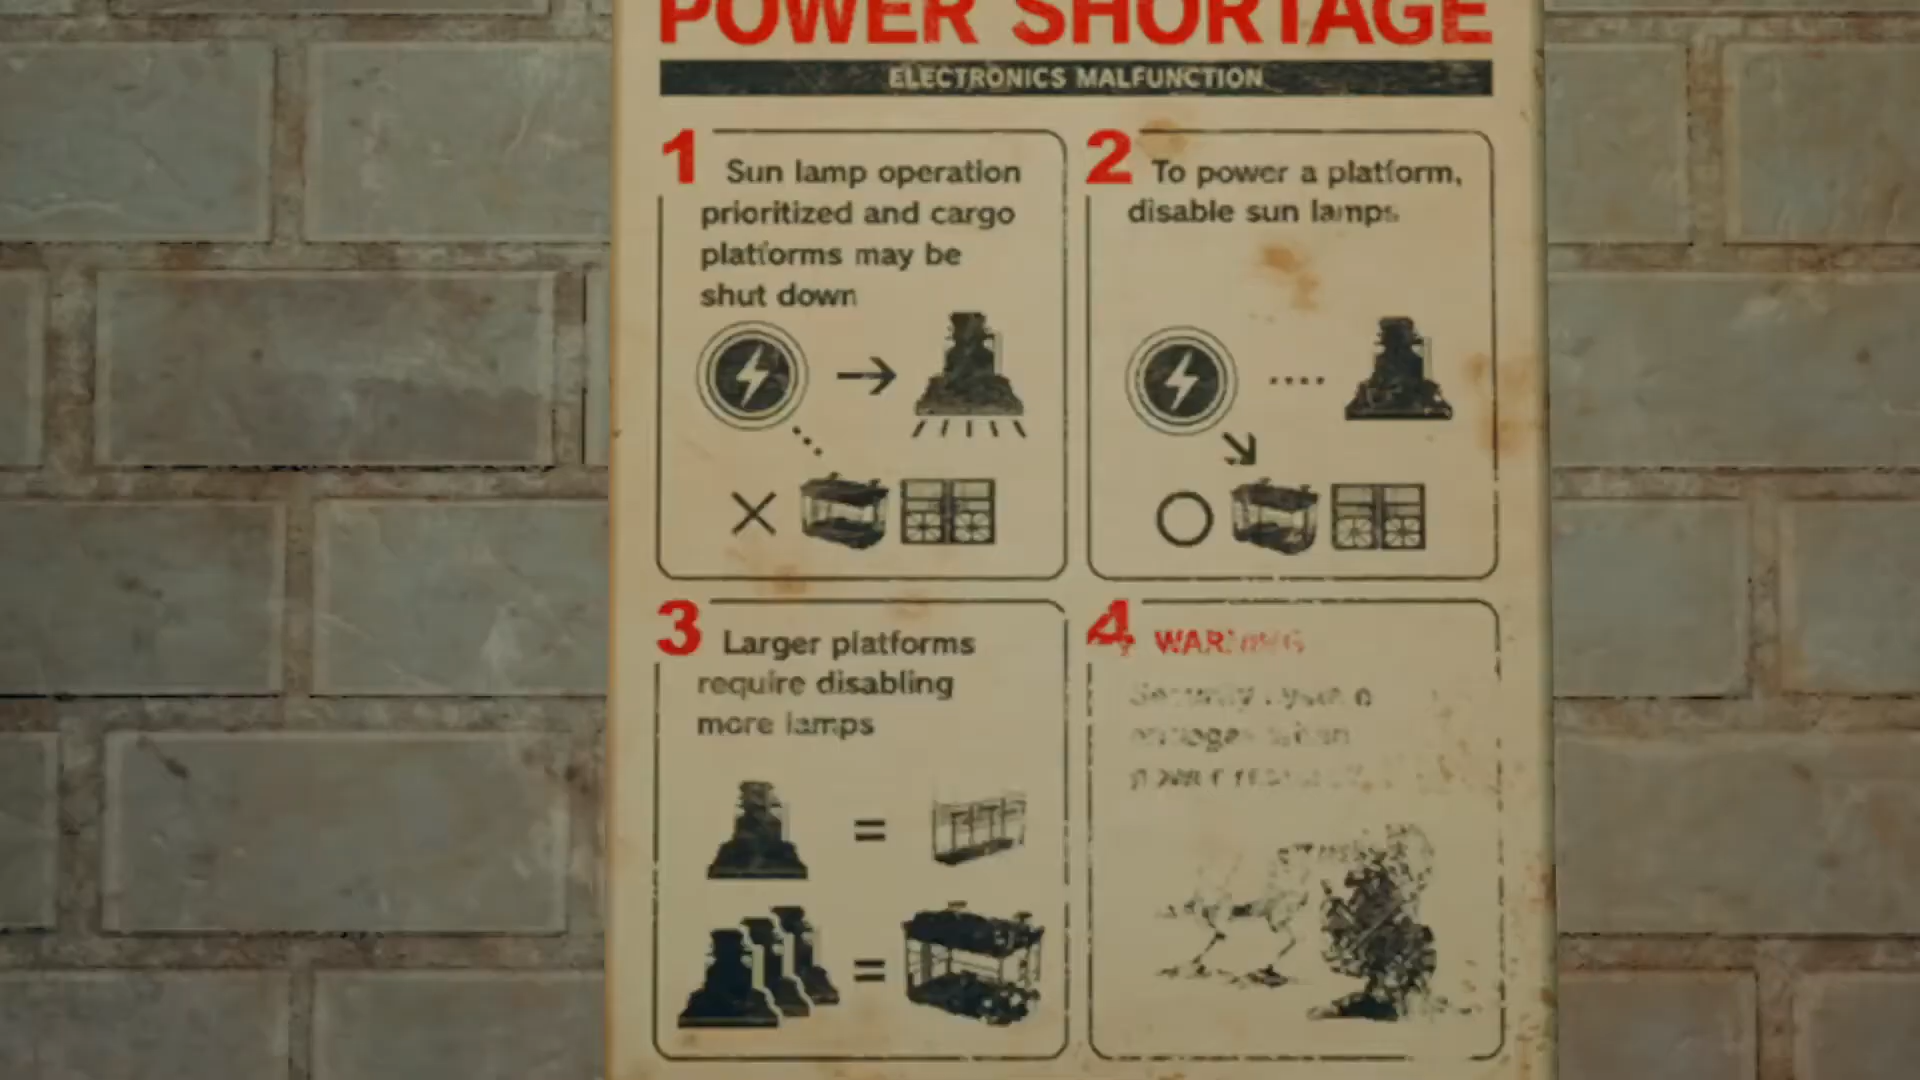 POWER SHORTAGE
ELECTRONICS MALFUNCTION
1 Sun lamp operation
prioritized and cargo
platforms may be
shut down
2 To power a platform,
disable sun lamps
3 Larger platforms
require disabling
more lamps
4 WARNING